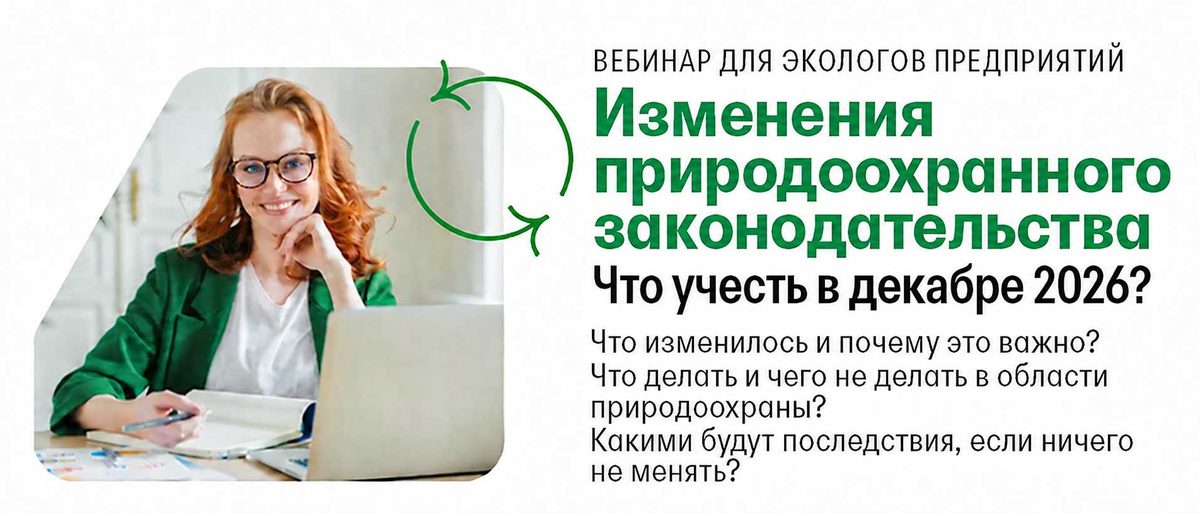 ВЕБИНАР ДЛЯ ЭКОЛОГОВ ПРЕДПРИЯТИЙ
Изменения
природоохранного
законодательства
Что учесть в декабре 2026?
Что изменилось и почему это важно?
Что делать и чего не делать в области
природоохраны?
Какими будут последствия, если ничего
не менять?